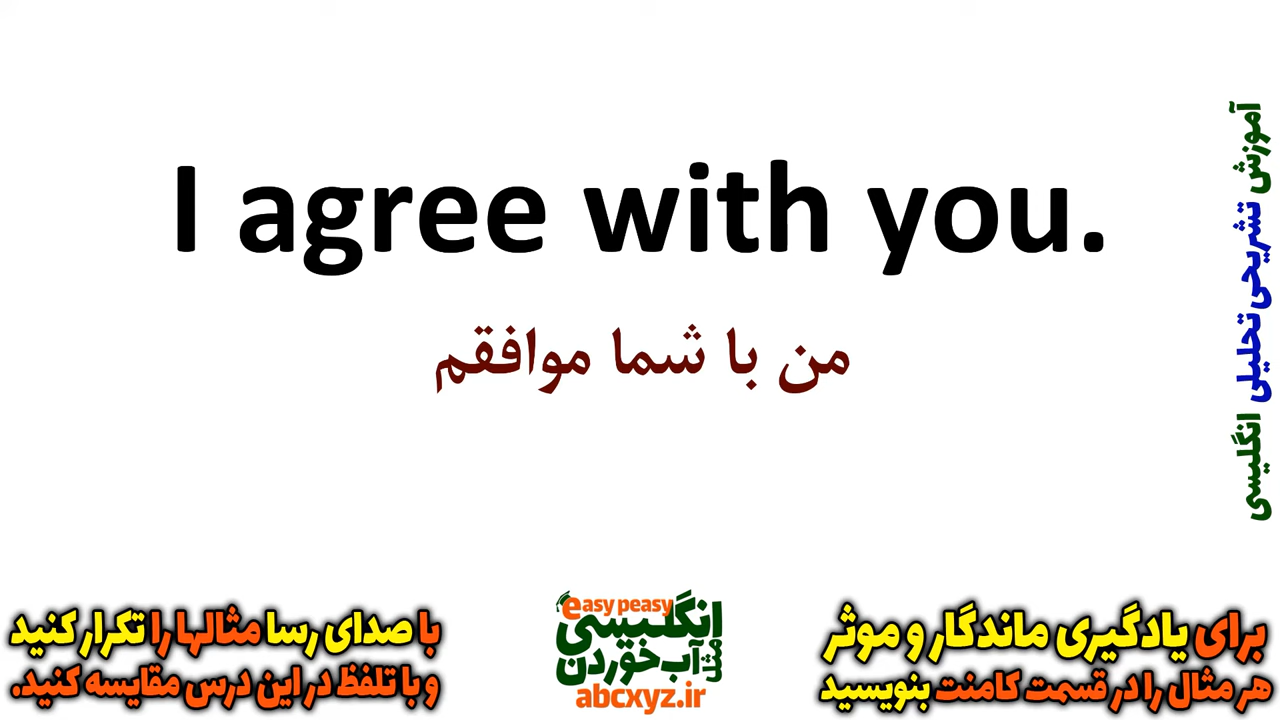 I agree with you.
من با شما موافقم
آموزش تشریحی تحلیلی انگلیسی
برای یادگیری ماندگار و موثر
هر مثال را در قسمت کامنت بنویسید
easy peasy
انگلیسی
مثل آب خوردن
abcxyz.ir
با صدای رسا مثالها را تکرار کنید
و با تلفظ در این درس مقایسه کنید.